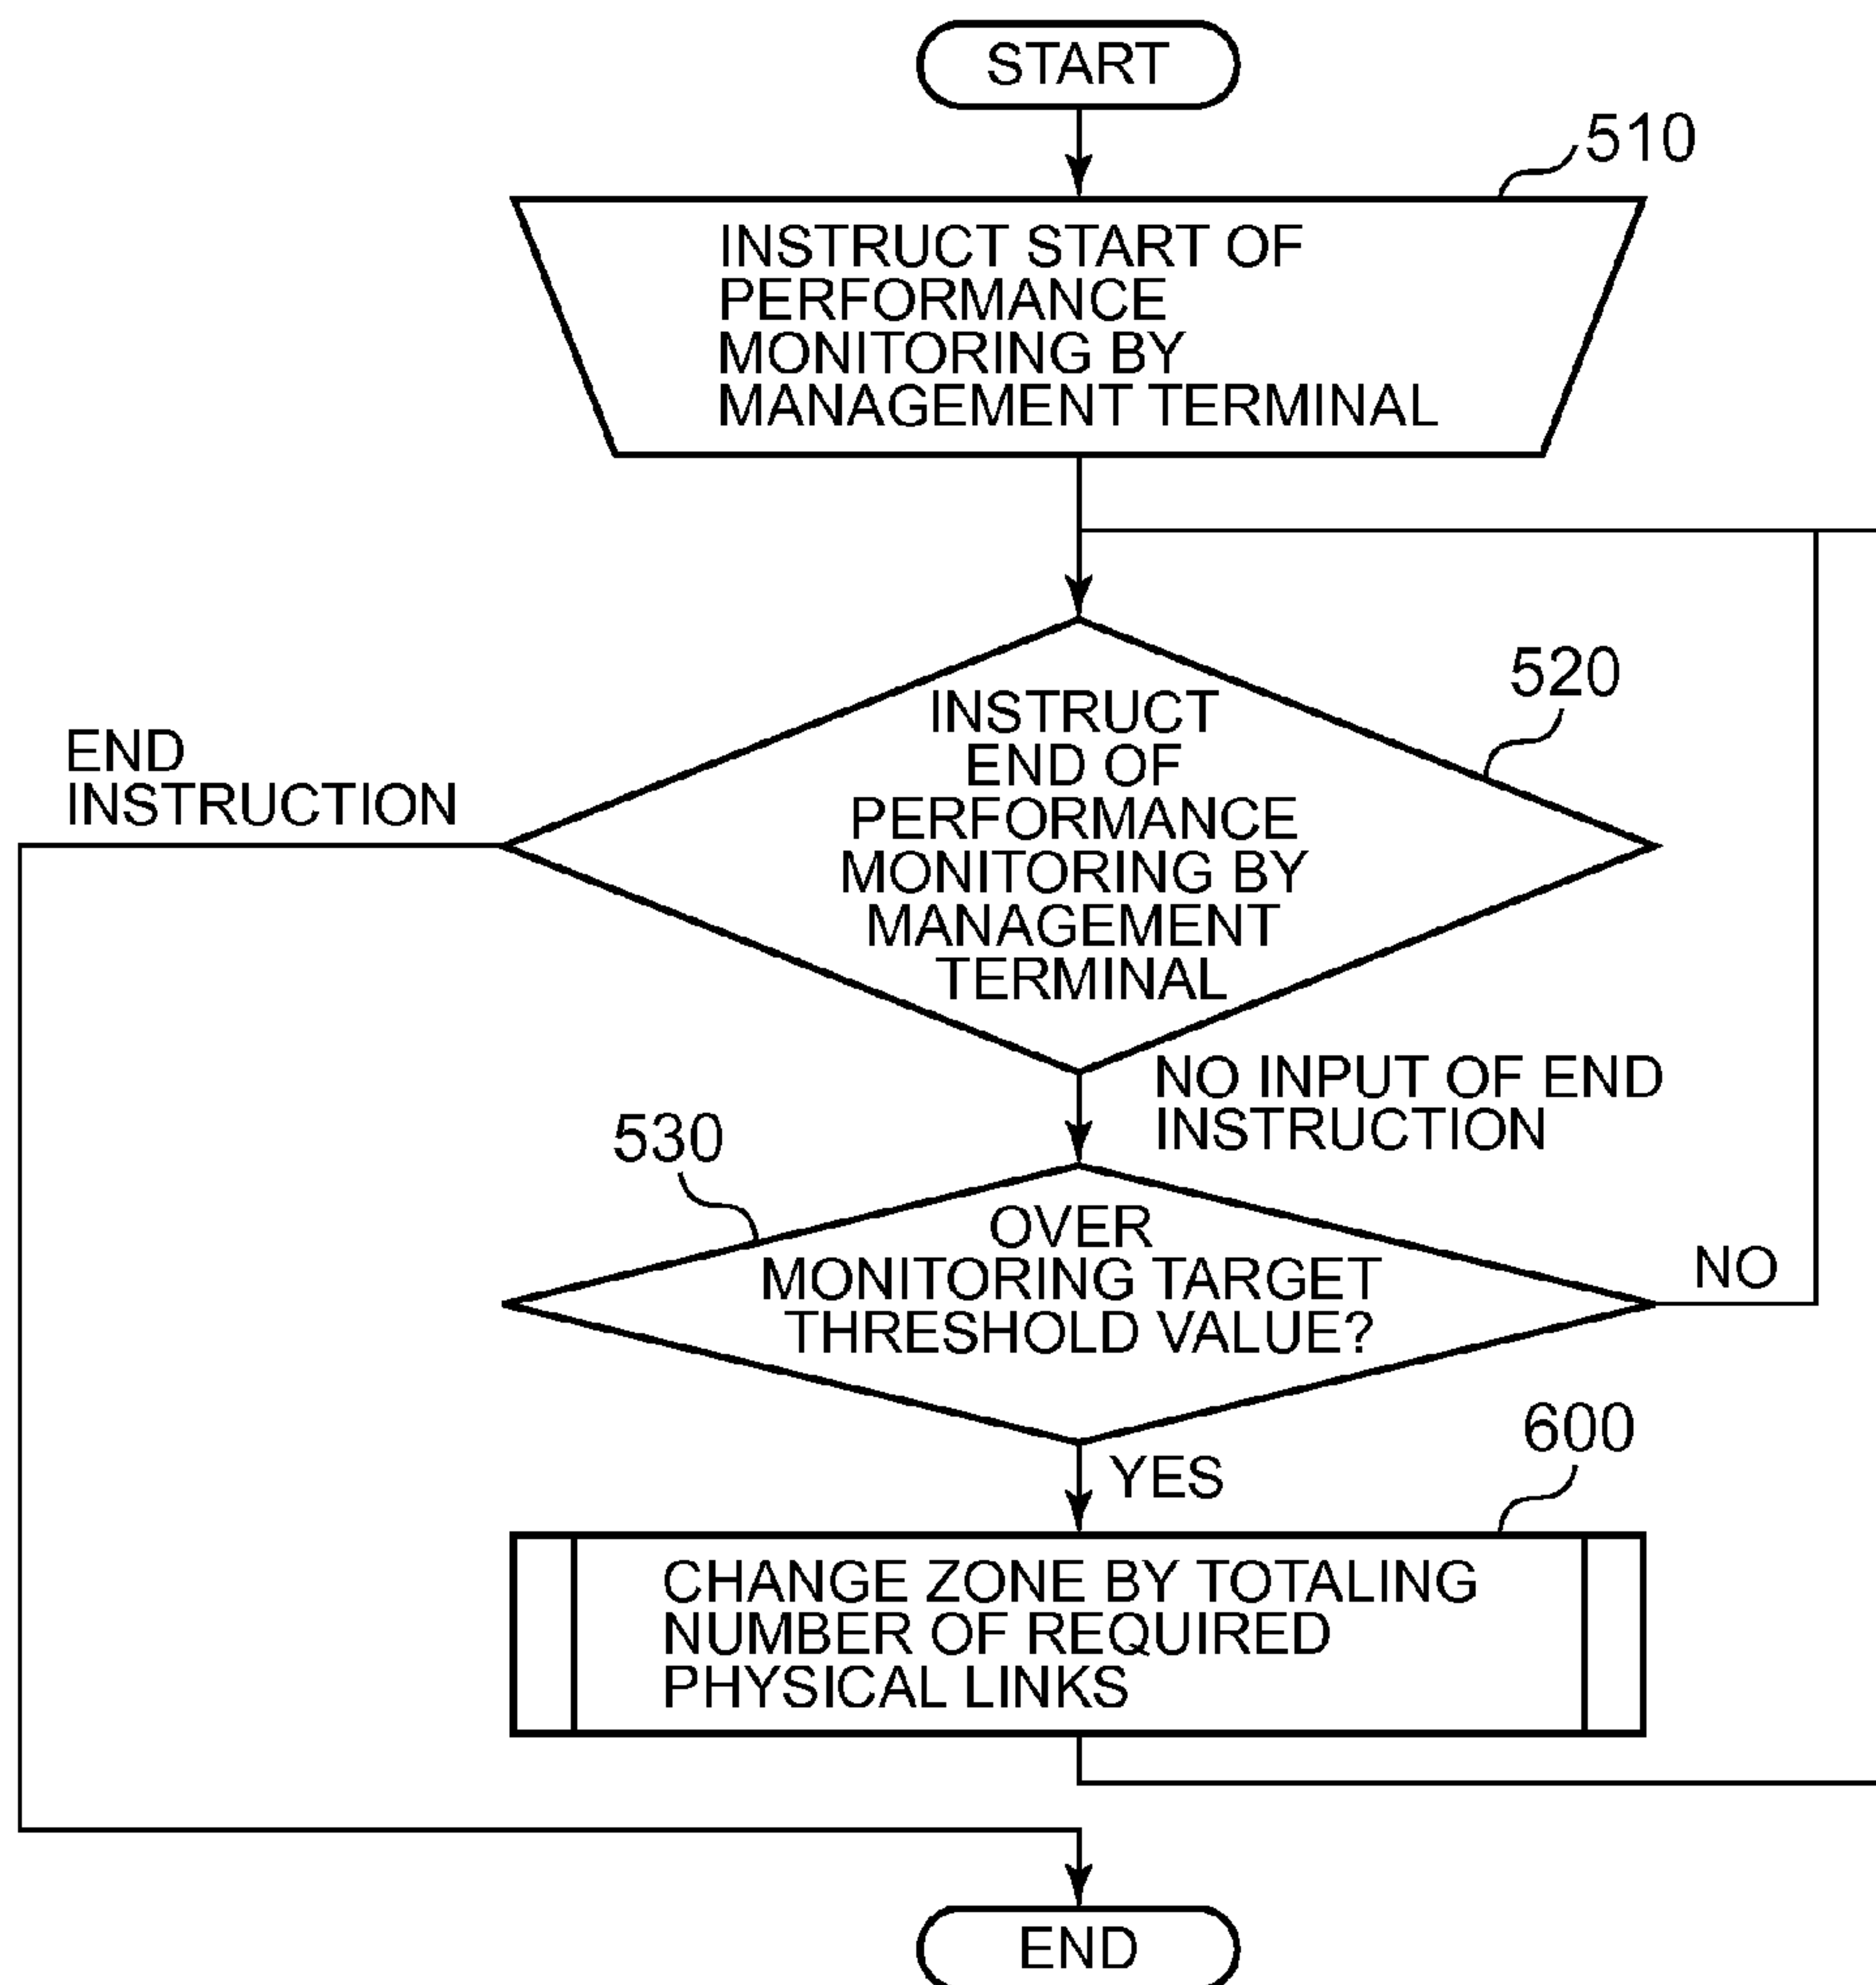 START
510
INSTRUCT START OF
PERFORMANCE
MONITORING BY
MANAGEMENT TERMINAL
520
INSTRUCT
END OF
PERFORMANCE
MONITORING BY
MANAGEMENT
TERMINAL
END
INSTRUCTION
NO INPUT OF END
INSTRUCTION
530
OVER
MONITORING TARGET
THRESHOLD VALUE?
NO
YES
600
CHANGE ZONE BY TOTALING
NUMBER OF REQUIRED
PHYSICAL LINKS
END